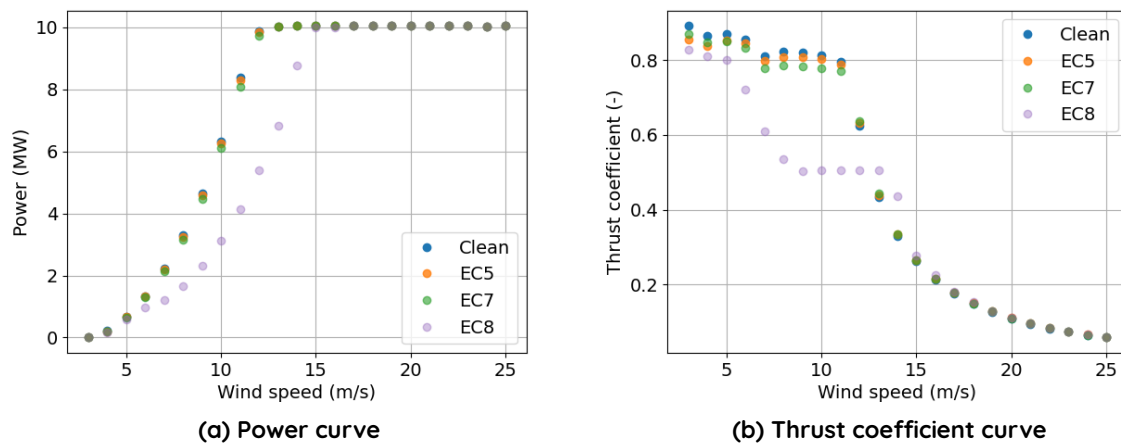 10
8
6
4
2
0
Power (MW)
Clean
EC5
EC7
EC8
5
10
15
20
25
Wind speed (m/s)
(a) Power curve
0.8
0.6
0.4
0.2
Thrust coefficient (-)
Clean
EC5
EC7
EC8
5
10
15
20
25
Wind speed (m/s)
(b) Thrust coefficient curve